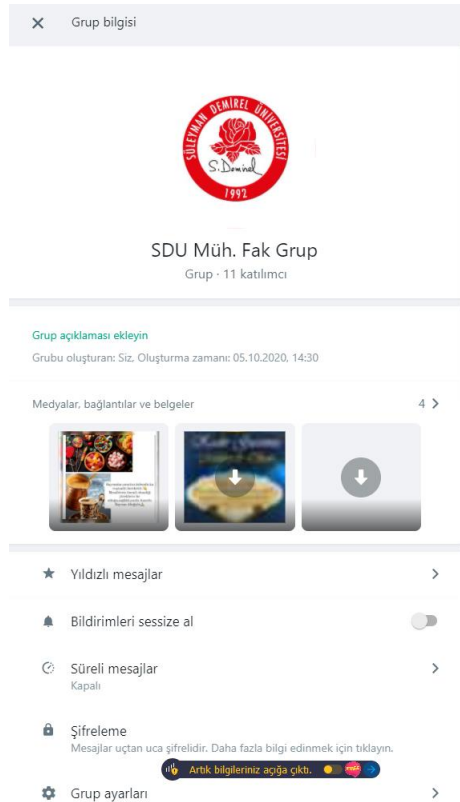 Grup bilgisi
SÜLEYMAN DEMİREL ÜNİVERSİTESİ
S. Demirel
1992
SDU Müh. Fak Grup
Grup · 11 katılımcı
Grup açıklaması ekleyin
Grubu oluşturan: Siz. Oluşturma zamanı: 05.10.2020, 14:30
Medyalar, bağlantılar ve belgeler
4
Yıldızlı mesajlar
Bildirimleri sessize al
Süreli mesajlar
Kapalı
Şifreleme
Mesajlar uçtan uca şifrelidir. Daha fazla bilgi edinmek için tıklayın.
Artık bilgileriniz açığa çıktı.
Grup ayarları